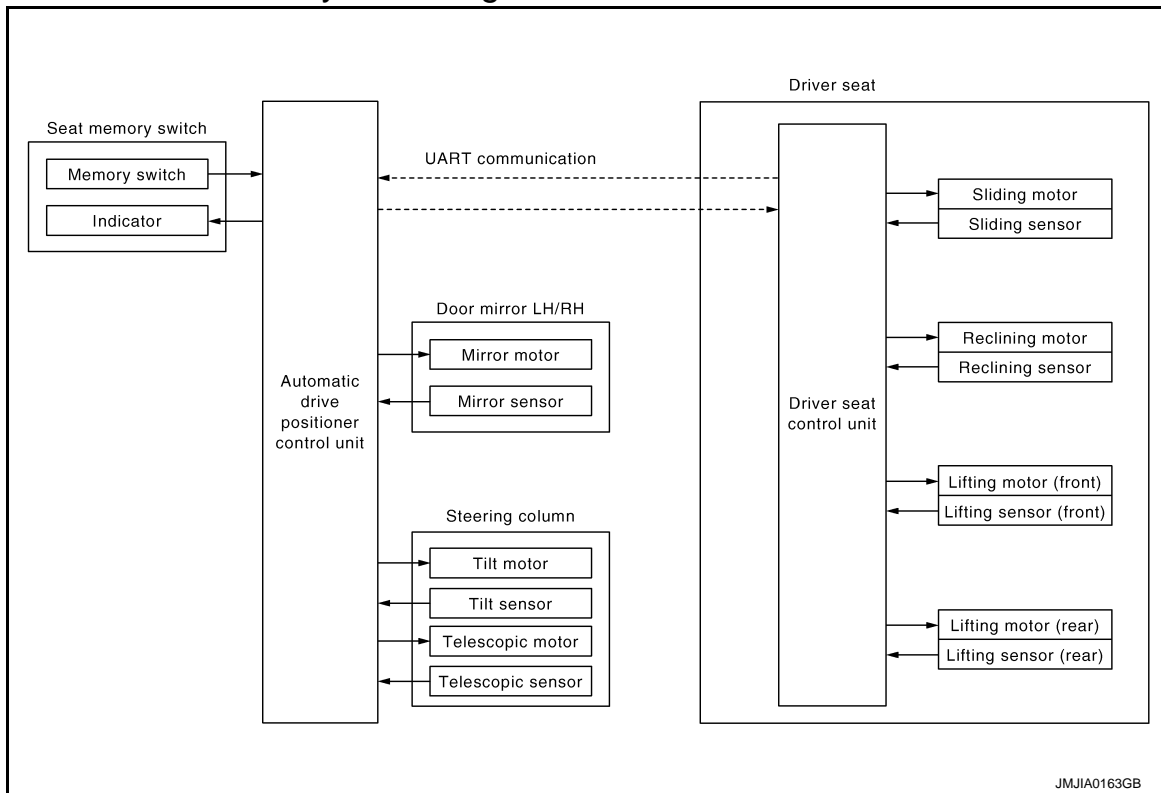 Driver seat
Seat memory switch
Memory switch
Indicator
UART communication
Sliding motor
Sliding sensor
Door mirror LH/RH
Mirror motor
Mirror sensor
Reclining motor
Reclining sensor
Automatic
drive
positioner
control unit
Driver seat
control unit
Lifting motor (front)
Lifting sensor (front)
Steering column
Tilt motor
Tilt sensor
Telescopic motor
Telescopic sensor
Lifting motor (rear)
Lifting sensor (rear)
JMJIA0163GB